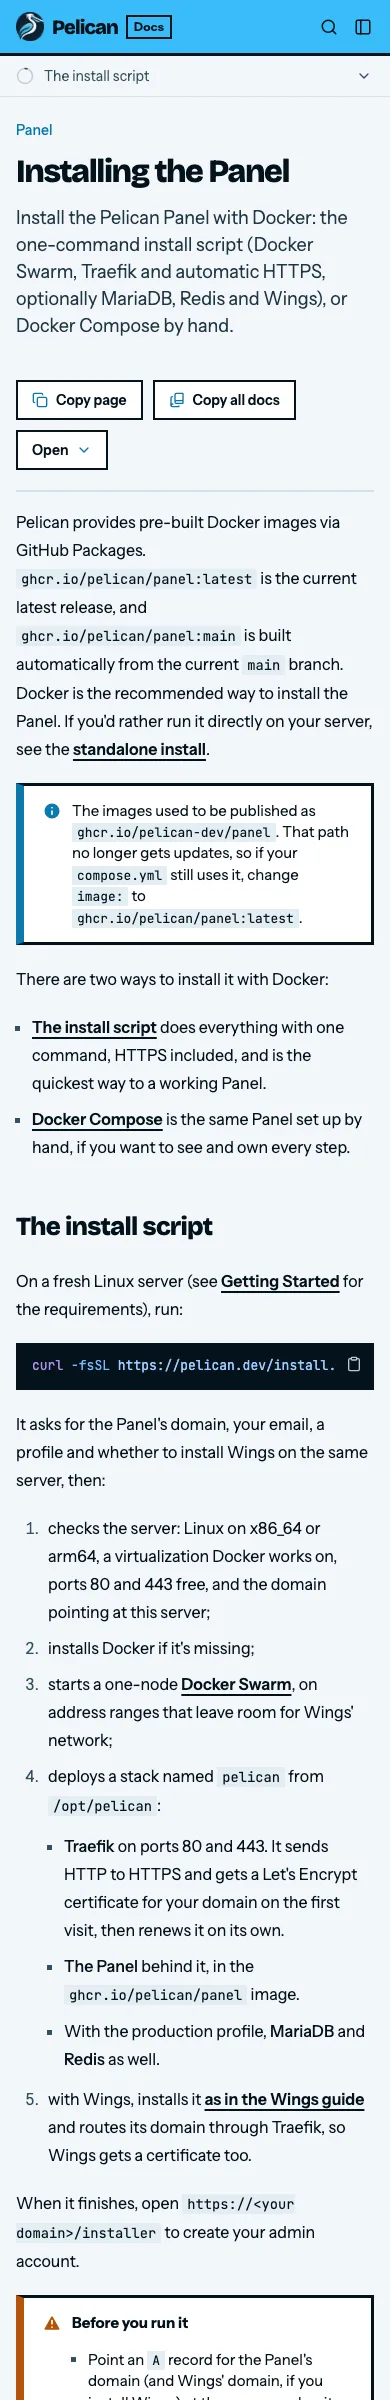 Pelican Docs
The install script
Panel
Installing the Panel
Install the Pelican Panel with Docker: the
one-command install script (Docker
Swarm, Traefik and automatic HTTPS,
optionally MariaDB, Redis and Wings), or
Docker Compose by hand.
Copy page
Copy all docs
Open
Pelican provides pre-built Docker images via
GitHub Packages.
ghcr.io/pelican/panel:latest is the current
latest release, and
ghcr.io/pelican/panel:main is built
automatically from the current main branch.
Docker is the recommended way to install the
Panel. If you'd rather run it directly on your server,
see the standalone install.
The images used to be published as
ghcr.io/pelican-dev/panel. That path
no longer gets updates, so if your
compose.yml still uses it, change
image: to
ghcr.io/pelican/panel:latest.
There are two ways to install it with Docker:
The install script does everything with one
command, HTTPS included, and is the
quickest way to a working Panel.
Docker Compose is the same Panel set up by
hand, if you want to see and own every step.
The install script
On a fresh Linux server (see Getting Started for
the requirements), run:
curl -fsSL https://pelican.dev/install.
It asks for the Panel's domain, your email, a
profile and whether to install Wings on the same
server, then:
1. checks the server: Linux on x86_64 or
arm64, a virtualization Docker works on,
ports 80 and 443 free, and the domain
pointing at this server;
2. installs Docker if it's missing;
3. starts a one-node Docker Swarm, on
address ranges that leave room for Wings'
network;
4. deploys a stack named pelican from
/opt/pelican:
Traefik on ports 80 and 443. It sends
HTTP to HTTPS and gets a Let's Encrypt
certificate for your domain on the first
visit, then renews it on its own.
The Panel behind it, in the
ghcr.io/pelican/panel image.
With the production profile, MariaDB and
Redis as well.
5. with Wings, installs it as in the Wings guide
and routes its domain through Traefik, so
Wings gets a certificate too.
When it finishes, open https://<your
domain>/installer to create your admin
account.
Before you run it
Point an A record for the Panel's
domain (and Wings' domain, if you